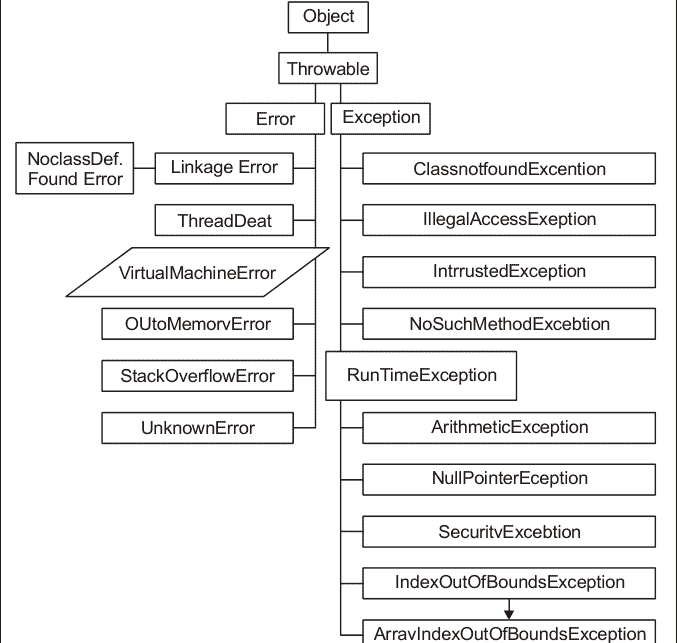 Object
Throwable
Error
Exception
NoclassDef.
Found Error
Linkage Error
ClassnotfoundExcention
ThreadDeat
IllegalAccessExeption
VirtualMachineError
IntrrustedException
OUtoMemorvError
NoSuchMethodExcebtion
StackOverflowError
RunTimeException
UnknownError
ArithmeticException
NullPointerEception
SecuritvExcebtion
IndexOutOfBoundsException
ArravIndexOutOfBoundsException